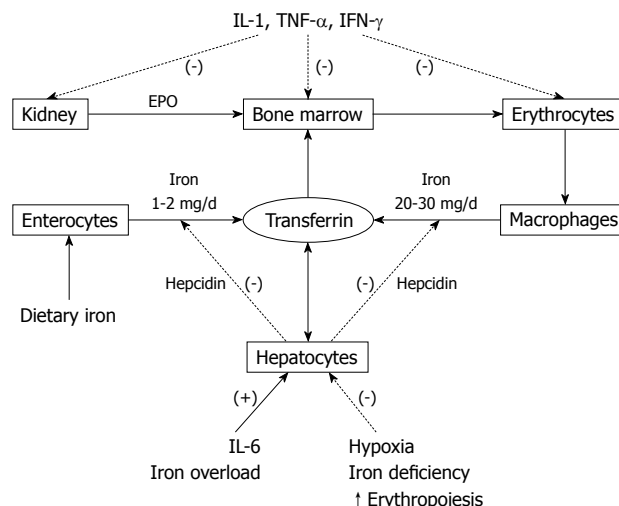 IL-1, TNF-α, IFN-γ
(-) (-) (-)
EPO
Kidney Bone marrow Erythrocytes
Iron Iron
1-2 mg/d 20-30 mg/d
Enterocytes Transferrin Macrophages
(-) (-)
Hepcidin Hepcidin
Dietary iron
Hepatocytes
(+) (-)
IL-6 Hypoxia
Iron overload Iron deficiency
↑ Erythropoiesis